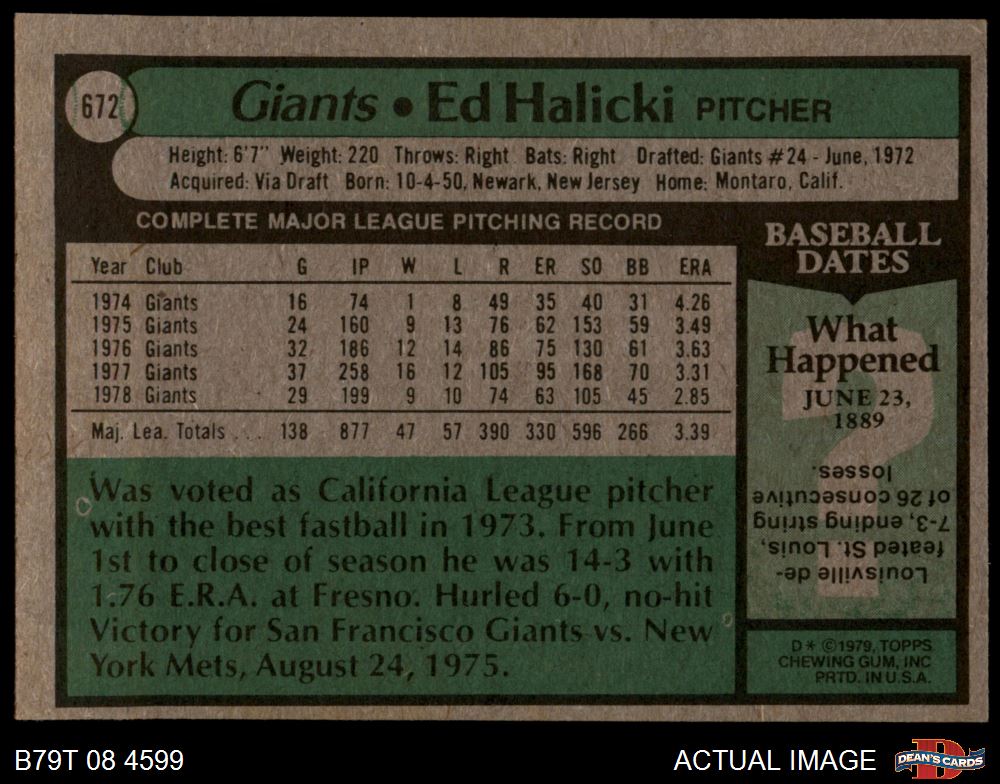 672
Giants • Ed Halicki PITCHER
Height: 6'7" Weight: 220 Throws: Right Bats: Right Drafted: Giants #24 - June, 1972
Acquired: Via Draft Born: 10-4-50, Newark, New Jersey Home: Montaro, Calif.
COMPLETE MAJOR LEAGUE PITCHING RECORD
Year Club G IP W L R ER SO BB ERA
1974 Giants 16 74 1 8 49 35 40 31 4.26
1975 Giants 24 160 9 13 76 62 153 59 3.49
1976 Giants 32 186 12 14 86 75 130 61 3.63
1977 Giants 37 258 16 12 105 95 168 70 3.31
1978 Giants 29 199 9 10 74 63 105 45 2.85
Maj. Lea. Totals . . . 138 877 47 57 390 330 596 266 3.39
Was voted as California League pitcher
with the best fastball in 1973. From June
1st to close of season he was 14-3 with
1.76 E.R.A. at Fresno. Hurled 6-0, no-hit
Victory for San Francisco Giants vs. New
York Mets, August 24, 1975.
BASEBALL
DATES
What
Happened
JUNE 23,
1889
?
Louisville de-
feated St. Louis,
7-3, ending string
of 26 consecutive
losses.
D* ©1979, TOPPS
CHEWING GUM, INC
PRTD. IN U.S.A.
B79T 08 4599
ACTUAL IMAGE
D
DEAN'S CARDS